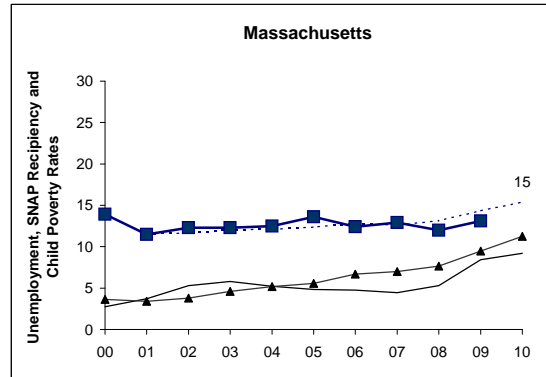 Massachusetts
Unemployment, SNAP Recipiency and
Child Poverty Rates
30
25
20
15
10
5
0
15
00 01 02 03 04 05 06 07 08 09 10